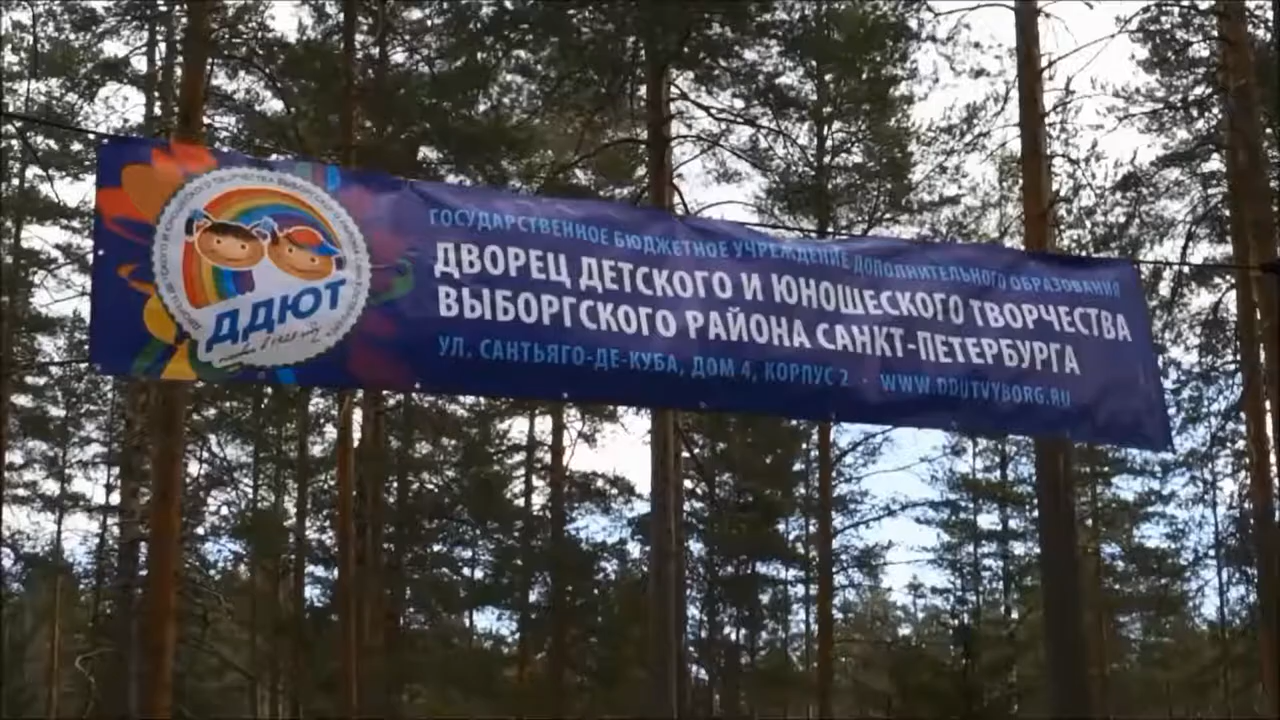 ДДЮТ
ГОСУДАРСТВЕННОЕ БЮДЖЕТНОЕ УЧРЕЖДЕНИЕ ДОПОЛНИТЕЛЬНОГО ОБРАЗОВАНИЯ
ДВОРЕЦ ДЕТСКОГО И ЮНОШЕСКОГО ТВОРЧЕСТВА
ВЫБОРГСКОГО РАЙОНА САНКТ-ПЕТЕРБУРГА
УЛ. САНТЬЯГО-ДЕ-КУБА, ДОМ 4, КОРПУС 2 · WWW.DDUTVYBORG.RU